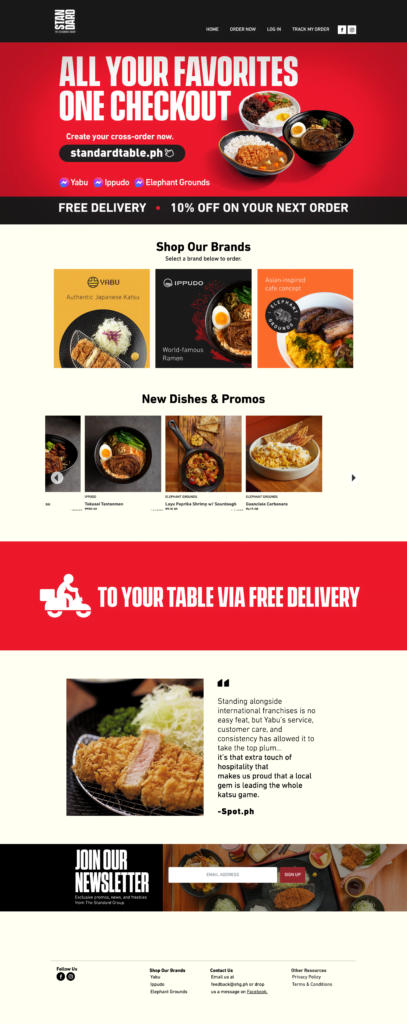 STAN
DARD
HOME ORDER NOW LOG IN TRACK MY ORDER
ALL YOUR FAVORITES
ONE CHECKOUT
Create your cross-order now.
standardtable.ph
Yabu Ippudo Elephant Grounds
FREE DELIVERY • 10% OFF ON YOUR NEXT ORDER
Shop Our Brands
Select a brand below to order.
YABU
Authentic Japanese Katsu
IPPUDO
World-famous
Ramen
Asian-inspired
cafe concept
ELEPHANT
GROUNDS
New Dishes & Promos
IPPUDO
Tokusei Tantanmen
ELEPHANT GROUNDS
Layu Paprika Shrimp w/ Sourdough
ELEPHANT GROUNDS
Guanciale Carbonara
TO YOUR TABLE VIA FREE DELIVERY
Standing alongside
international franchises is no
easy feat, but Yabu's service,
customer care, and
consistency has allowed it to
take the top plum...
it's that extra touch of
hospitality that
makes us proud that a local
gem is leading the whole
katsu game.
-Spot.ph
JOIN OUR
NEWSLETTER
Exclusive promos, news, and freebies
from The Standard Group
EMAIL ADDRESS
SIGN UP
Follow Us
Shop Our Brands
Yabu
Ippudo
Elephant Grounds
Contact Us
Email us at
feedback@shg.ph or drop
us a message on Facebook.
Other Resources
Privacy Policy
Terms & Conditions